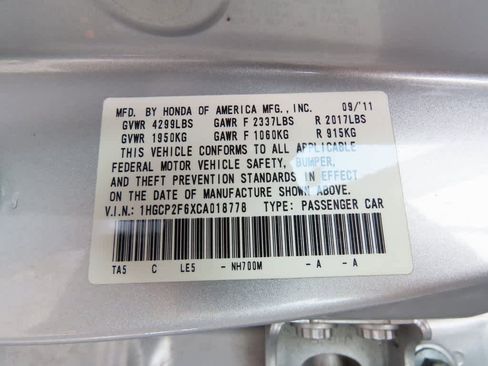 MFD. BY HONDA OF AMERICA MFG., INC. 09/'11
GVWR 4299LBS GAWR F 2337LBS R 2017LBS
GVWR 1950KG GAWR F 1060KG R 915KG
THIS VEHICLE CONFORMS TO ALL APPLICABLE
FEDERAL MOTOR VEHICLE SAFETY, BUMPER,
AND THEFT PREVENTION STANDARDS IN EFFECT
ON THE DATE OF MANUFACTURE SHOWN ABOVE.
V.I.N.: 1HGCP2F6XCA018778 TYPE: PASSENGER CAR
TA5 C LE5 - NH700M - A - A